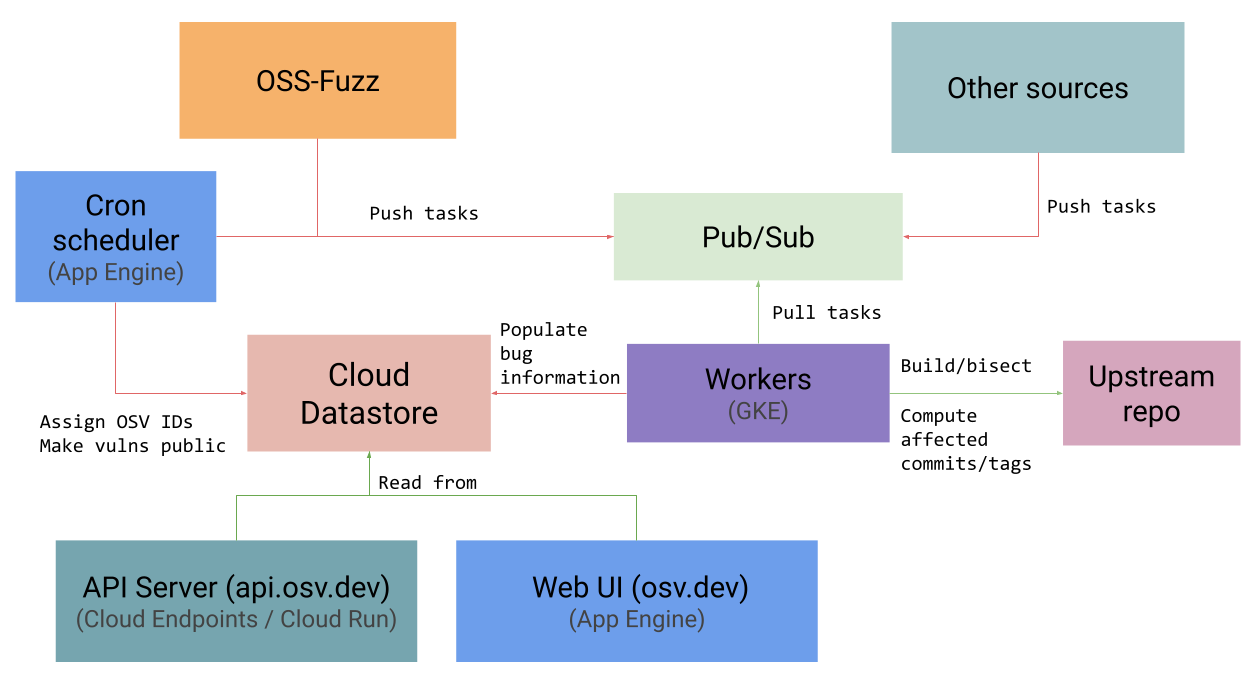 OSS-Fuzz
Other sources
Cron
scheduler
(App Engine)
Push tasks
Pub/Sub
Push tasks
Pull tasks
Cloud
Datastore
Populate
bug
information
Workers
(GKE)
Build/bisect
Compute
affected
commits/tags
Upstream
repo
Assign OSV IDs
Make vulns public
Read from
API Server (api.osv.dev)
(Cloud Endpoints / Cloud Run)
Web UI (osv.dev)
(App Engine)